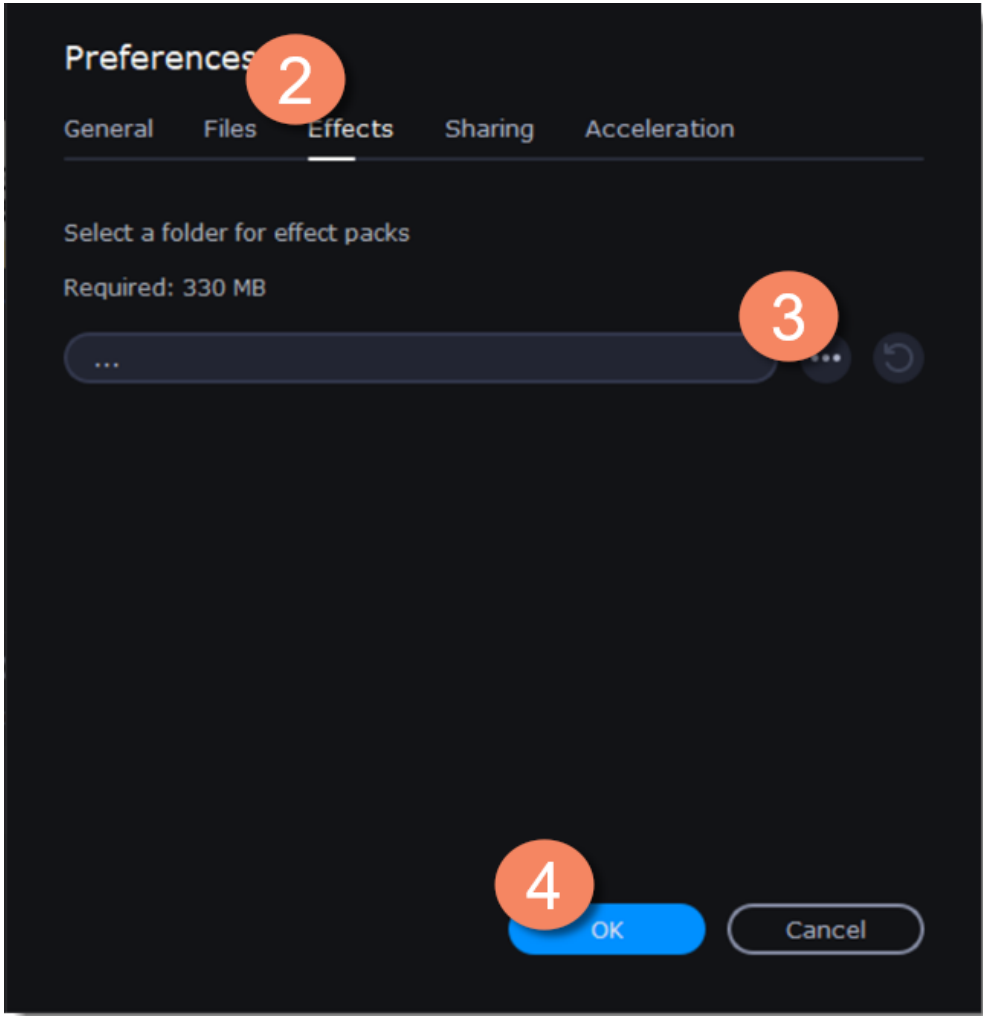 Preferences
2
General Files Effects Sharing Acceleration
Select a folder for effect packs
Required: 330 MB
3
...
4
OK Cancel